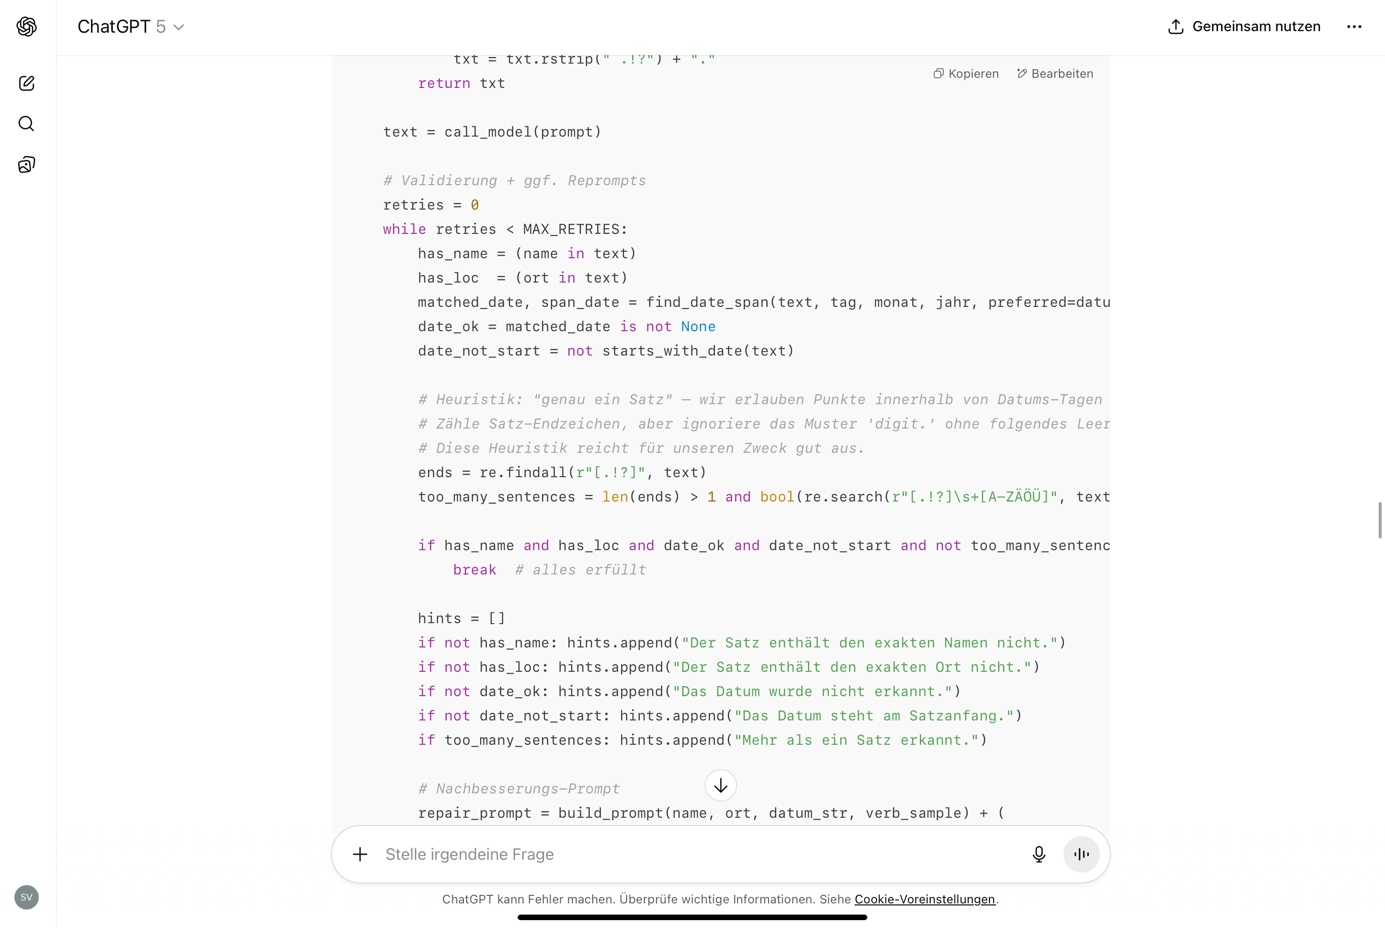 ChatGPT 5
Gemeinsam nutzen
txt = txt.rstrip(" .!?") + "."
Kopieren
Bearbeiten
return txt
text = call_model(prompt)
# Validierung + ggf. Reprompts
retries = 0
while retries < MAX_RETRIES:
has_name = (name in text)
has_loc  = (ort in text)
matched_date, span_date = find_date_span(text, tag, monat, jahr, preferred=datu
date_ok = matched_date is not None
date_not_start = not starts_with_date(text)
# Heuristik: "genau ein Satz" – wir erlauben Punkte innerhalb von Datums-Tagen
# Zähle Satz-Endzeichen, aber ignoriere das Muster 'digit.' ohne folgendes Leer
# Diese Heuristik reicht für unseren Zweck gut aus.
ends = re.findall(r"[.!?]", text)
too_many_sentences = len(ends) > 1 and bool(re.search(r"[.!?]\s+[A-ZÄÖÜ]", text
if has_name and has_loc and date_ok and date_not_start and not too_many_sentenc
break  # alles erfüllt
hints = []
if not has_name: hints.append("Der Satz enthält den exakten Namen nicht.")
if not has_loc: hints.append("Der Satz enthält den exakten Ort nicht.")
if not date_ok: hints.append("Das Datum wurde nicht erkannt.")
if not date_not_start: hints.append("Das Datum steht am Satzanfang.")
if too_many_sentences: hints.append("Mehr als ein Satz erkannt.")
# Nachbesserungs-Prompt
repair_prompt = build_prompt(name, ort, datum_str, verb_sample) + (
Stelle irgendeine Frage
SV
ChatGPT kann Fehler machen. Überprüfe wichtige Informationen. Siehe Cookie-Voreinstellungen.